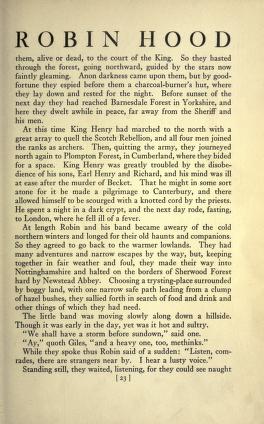 ROBIN HOOD
them, alive or dead, to the court of the King. So they hasted
through the forest, going northward, guided by the stars now
faintly gleaming. Anon darkness came upon them, but by good-
fortune they espied before them a charcoal-burner's hut, where
they lay down and rested for the night. Before sunset of the
next day they had reached Barnesdale Forest in Yorkshire, and
here they dwelt awhile in peace, far away from the Sheriff and
his men.
At this time King Henry had marched to the north with a
great array to quell the Scotch Rebellion, and all four men joined
the ranks as archers. Then, quitting the army, they journeyed
north again to Plompton Forest, in Cumberland, where they bided
for a space. King Henry was greatly troubled by the disobe-
dience of his sons, Earl Henry and Richard, and his mind was ill
at ease after the murder of Becket. That he might in some sort
atone for it he made a pilgrimage to Canterbury, and there
allowed himself to be scourged with a knotted cord by the priests.
He spent a night in a dark crypt, and the next day rode, fasting,
to London, where he fell ill of a fever.
At length Robin and his band became aweary of the cold
northern winters and longed for their old haunts and companions.
So they agreed to go back to the warmer lowlands. They had
many adventures and narrow escapes by the way, but, keeping
together in fair weather and foul, they made their way into
Nottinghamshire and halted on the borders of Sherwood Forest
hard by Newstead Abbey. Choosing a trysting-place surrounded
by boggy land, with one narrow safe path leading from a clump
of hazel bushes, they sallied forth in search of food and drink and
other things of which they had need.
The little band was moving slowly along down a hillside.
Though it was early in the day, yet was it hot and sultry.
"We shall have a storm before sundown," said one.
"Ay," quoth Giles, "and a heavy one, too, methinks."
While they spoke thus Robin said of a sudden: "Listen, com-
rades, there are strangers near by. I hear a lusty voice."
Standing still, they waited, listening, for they could see naught
[23]